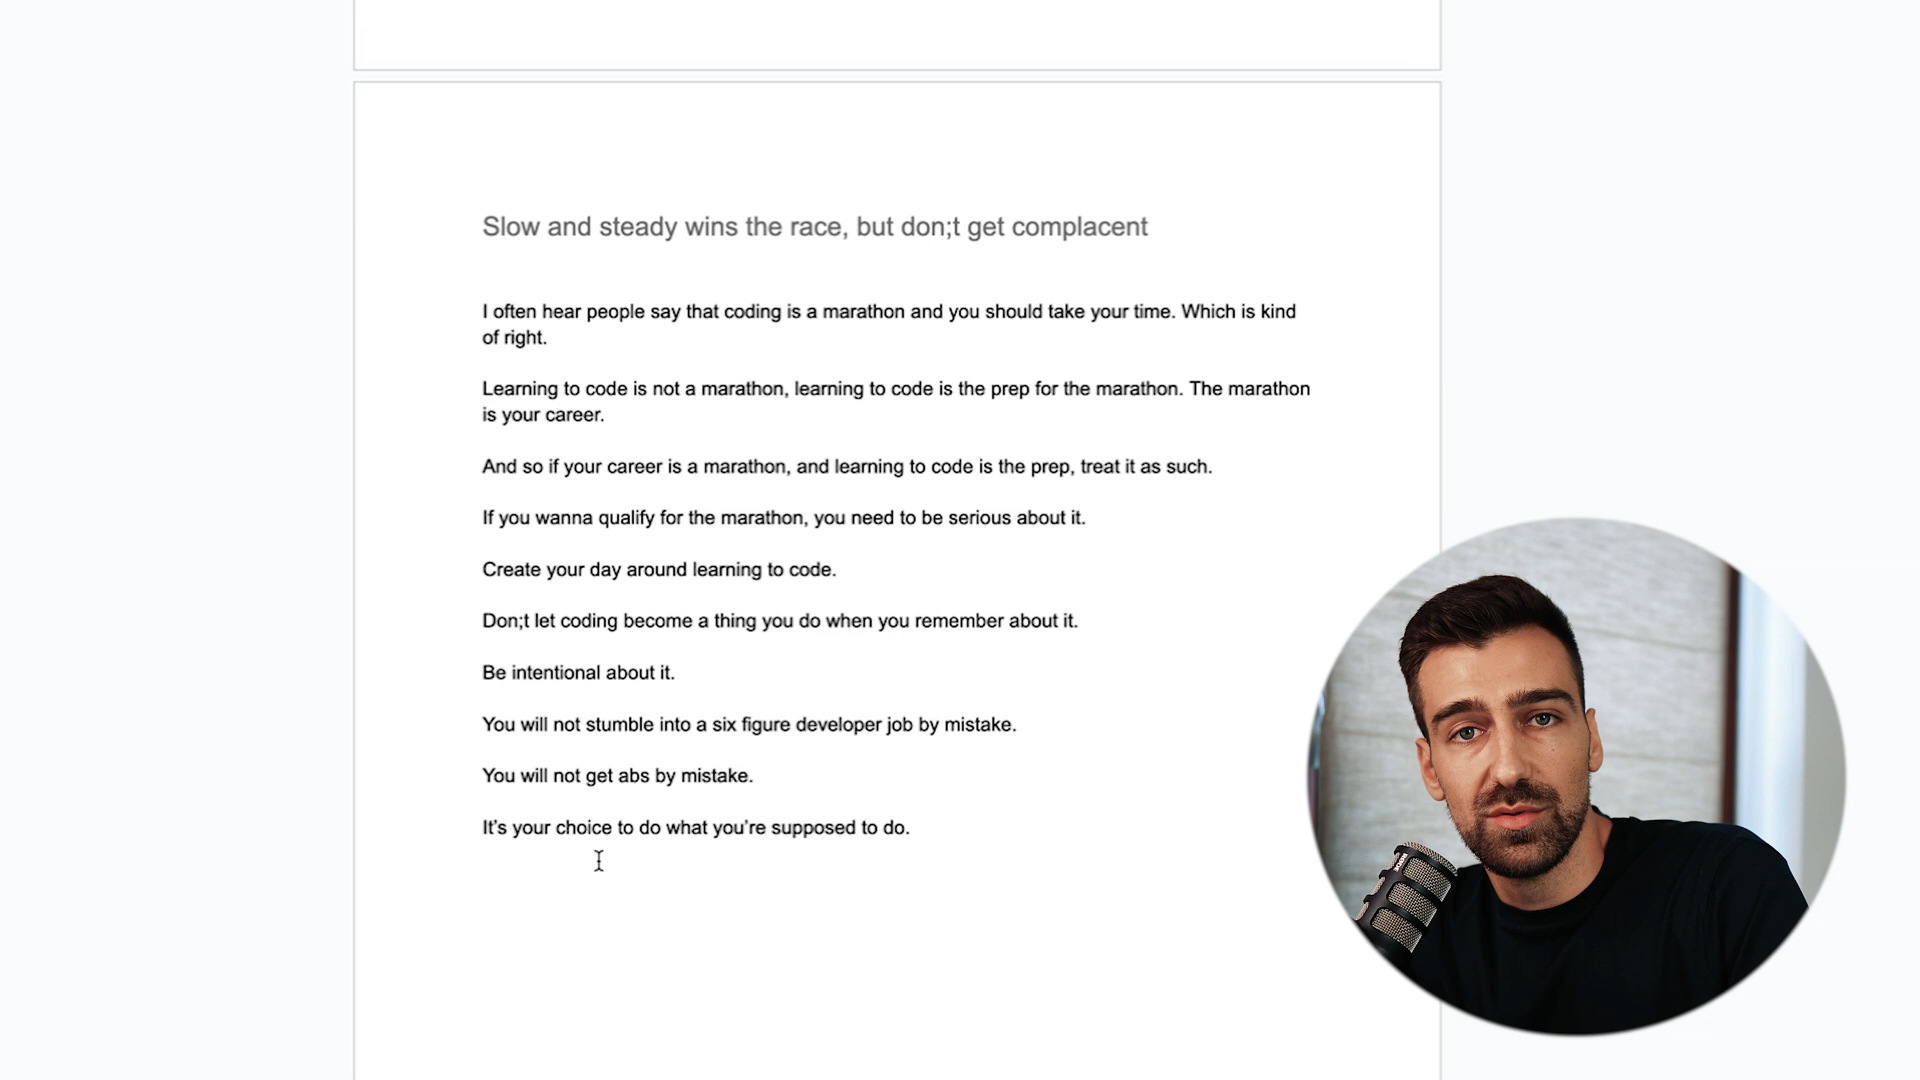 Slow and steady wins the race, but don;t get complacent
I often hear people say that coding is a marathon and you should take your time. Which is kind
of right.
Learning to code is not a marathon, learning to code is the prep for the marathon. The marathon
is your career.
And so if your career is a marathon, and learning to code is the prep, treat it as such.
If you wanna qualify for the marathon, you need to be serious about it.
Create your day around learning to code.
Don;t let coding become a thing you do when you remember about it.
Be intentional about it.
You will not stumble into a six figure developer job by mistake.
You will not get abs by mistake.
It's your choice to do what you're supposed to do.